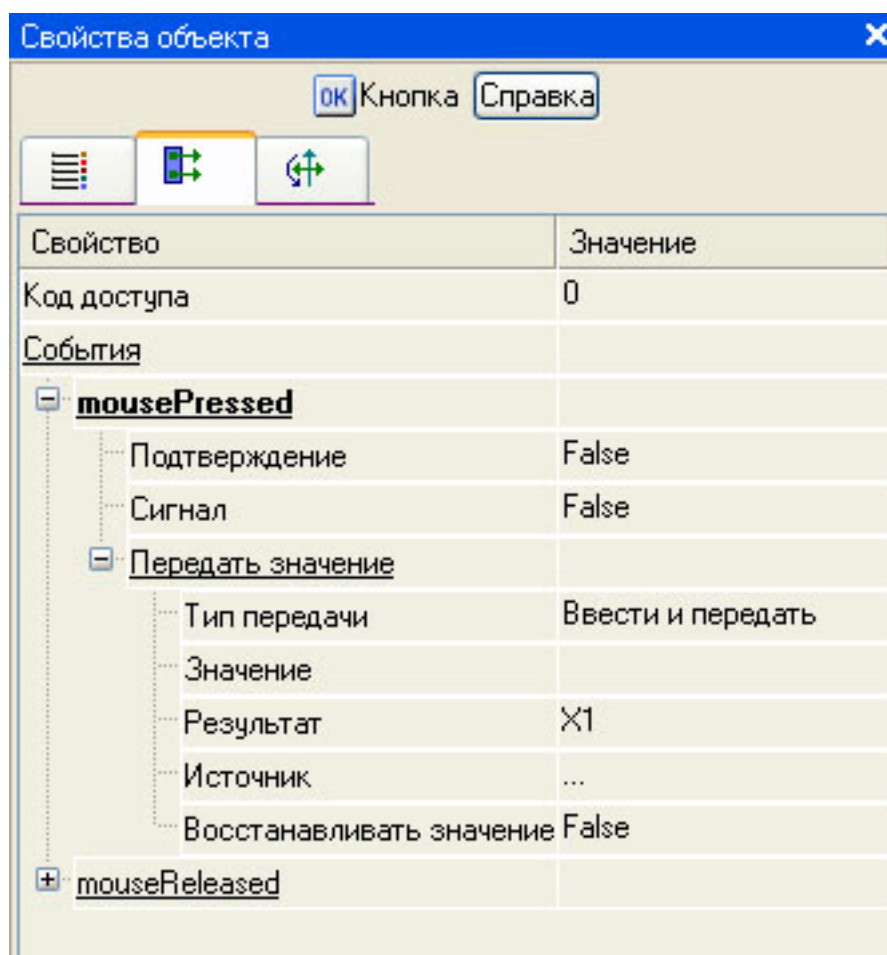 Свойства объекта
ОК Кнопка Справка
Свойство Значение
Код доступа 0
События
mousePressed
Подтверждение False
Сигнал False
Передать значение
Тип передачи Ввести и передать
Значение
Результат X1
Источник ...
Восстанавливать значение False
mouseReleased